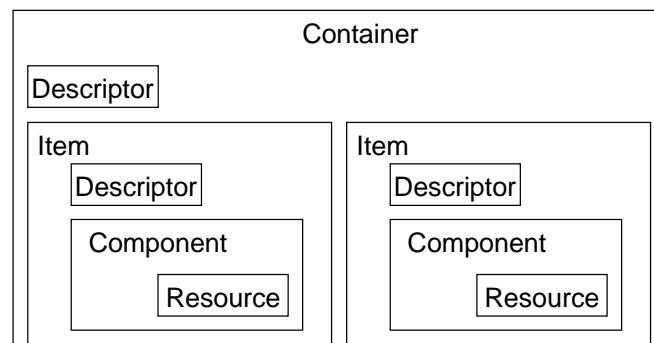 Container
Descriptor
Item
Descriptor
Component
Resource
Item
Descriptor
Component
Resource